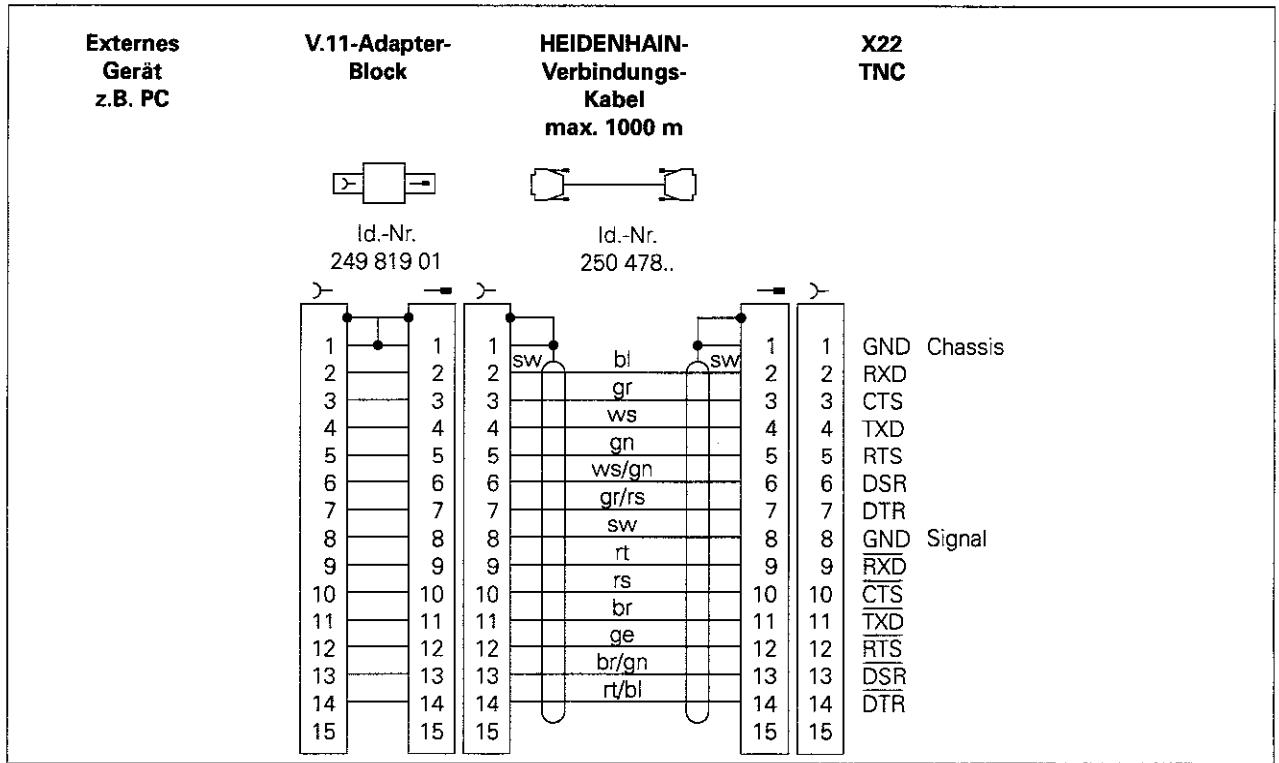 Externes Gerät z.B. PC
V.11-Adapter-Block
HEIDENHAIN-Verbindungs-Kabel max. 1000 m
X22 TNC
Id.-Nr. 249 819 01
Id.-Nr. 250 478..
1 1 1 sw sw 1 1 GND Chassis
2 2 2 bl 2 2 RXD
3 3 3 gr 3 3 CTS
4 4 4 ws 4 4 TXD
5 5 5 gn 5 5 RTS
6 6 6 ws/gn 6 6 DSR
7 7 7 gr/rs 7 7 DTR
8 8 8 sw 8 8 GND Signal
9 9 9 rt 9 9 R̅X̅D̅
10 10 10 rs 10 10 C̅T̅S̅
11 11 11 br 11 11 T̅X̅D̅
12 12 12 ge 12 12 R̅T̅S̅
13 13 13 br/gn 13 13 D̅S̅R̅
14 14 14 rt/bl 14 14 D̅T̅R̅
15 15 15 15 15